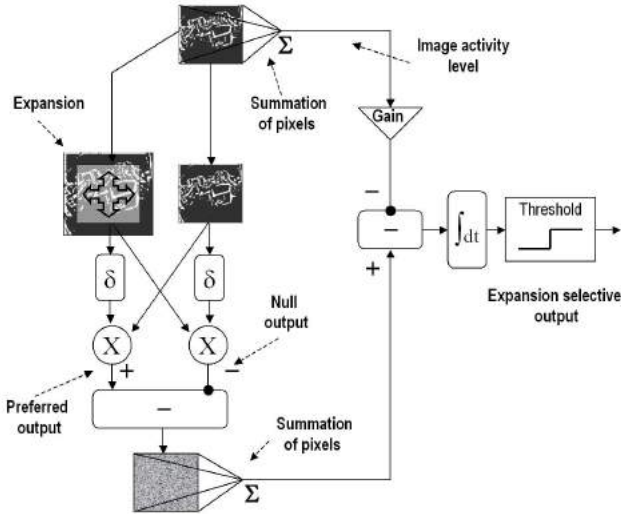 Σ
Image activity
level
Summation
of pixels
Expansion
Gain
−
−
+
∫dt
Threshold
Expansion selective
output
δ
δ
Null
output
X
X
+
−
−
Preferred
output
Summation
of pixels
Σ